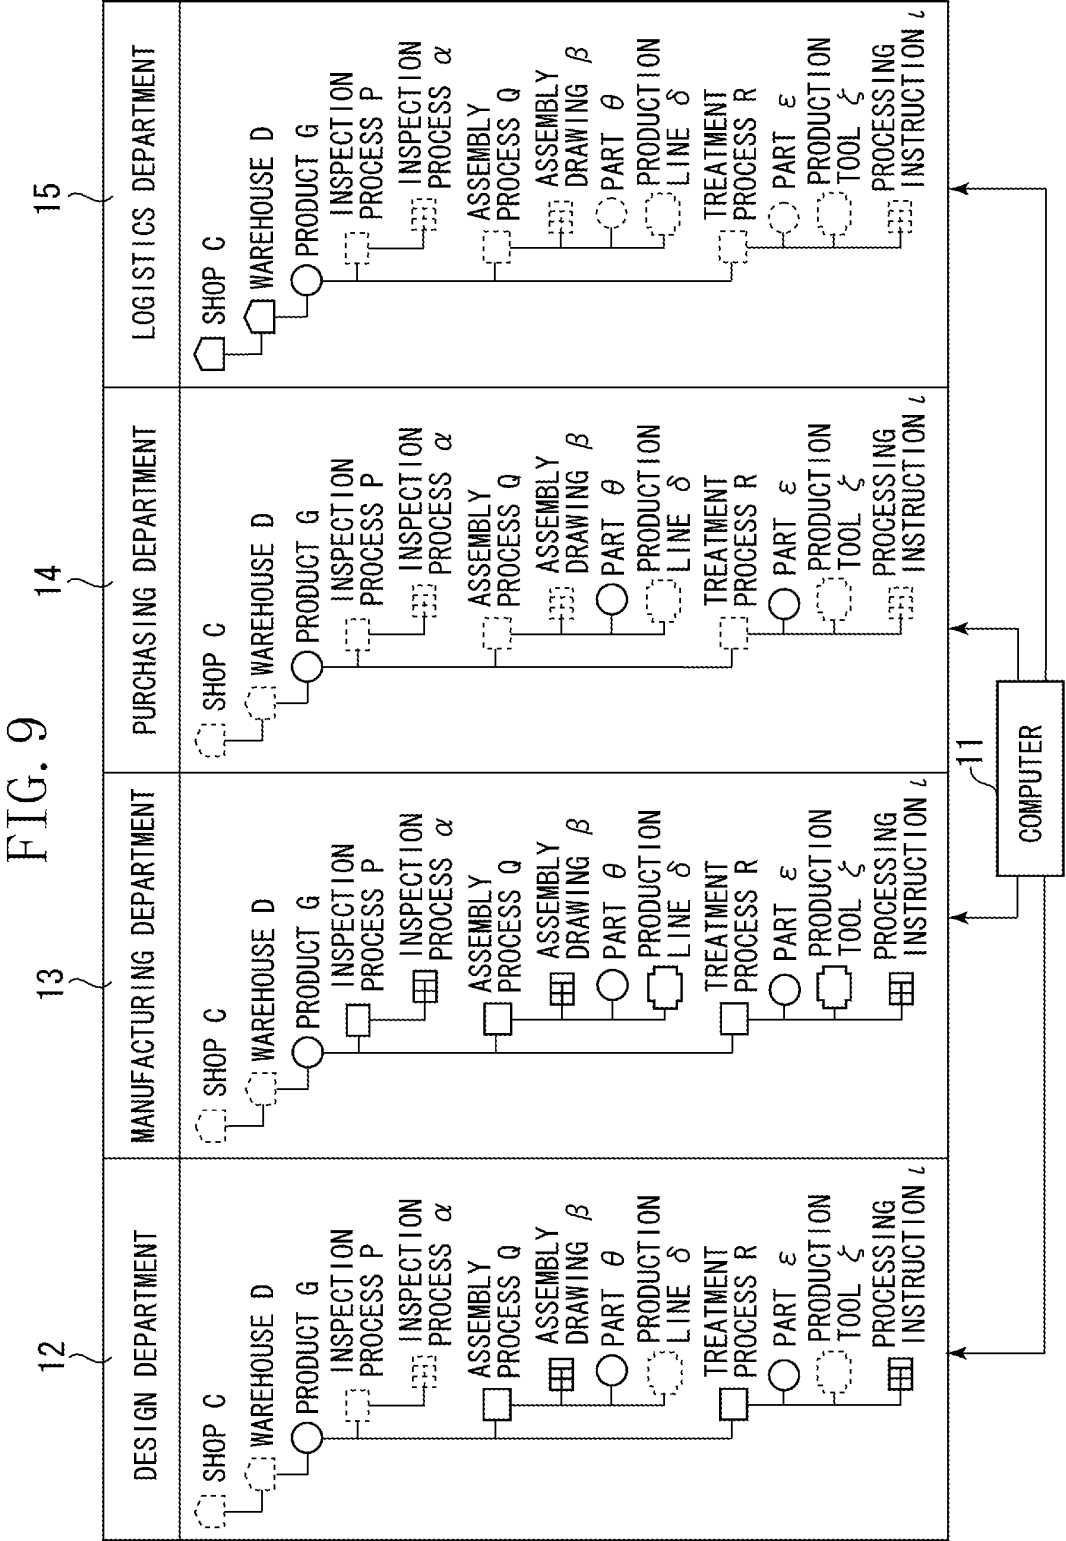 FIG. 9
12
DESIGN DEPARTMENT
SHOP C
WAREHOUSE D
PRODUCT G
INSPECTION
PROCESS P
INSPECTION
PROCESS α
ASSEMBLY
PROCESS Q
ASSEMBLY
DRAWING β
PART θ
PRODUCTION
LINE δ
TREATMENT
PROCESS R
PART ε
PRODUCTION
TOOL ζ
PROCESSING
INSTRUCTION ι
13
MANUFACTURING DEPARTMENT
SHOP C
WAREHOUSE D
PRODUCT G
INSPECTION
PROCESS P
INSPECTION
PROCESS α
ASSEMBLY
PROCESS Q
ASSEMBLY
DRAWING β
PART θ
PRODUCTION
LINE δ
TREATMENT
PROCESS R
PART ε
PRODUCTION
TOOL ζ
PROCESSING
INSTRUCTION ι
14
PURCHASING DEPARTMENT
SHOP C
WAREHOUSE D
PRODUCT G
INSPECTION
PROCESS P
INSPECTION
PROCESS α
ASSEMBLY
PROCESS Q
ASSEMBLY
DRAWING β
PART θ
PRODUCTION
LINE δ
TREATMENT
PROCESS R
PART ε
PRODUCTION
TOOL ζ
PROCESSING
INSTRUCTION ι
15
LOGISTICS DEPARTMENT
SHOP C
WAREHOUSE D
PRODUCT G
INSPECTION
PROCESS P
INSPECTION
PROCESS α
ASSEMBLY
PROCESS Q
ASSEMBLY
DRAWING β
PART θ
PRODUCTION
LINE δ
TREATMENT
PROCESS R
PART ε
PRODUCTION
TOOL ζ
PROCESSING
INSTRUCTION ι
11
COMPUTER